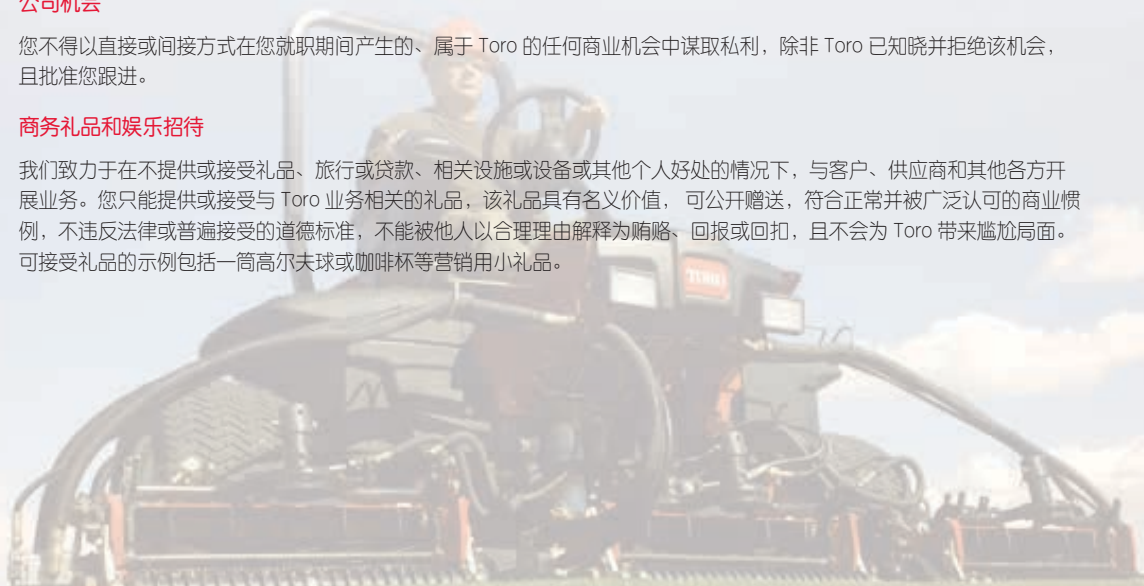 公司机会
您不得以直接或间接方式在您就职期间产生的、属于 Toro 的任何商业机会中谋取私利，除非 Toro 已知晓并拒绝该机会，
且批准您跟进。
商务礼品和娱乐招待
我们致力于在不提供或接受礼品、旅行或贷款、相关设施或设备或其他个人好处的情况下，与客户、供应商和其他各方开
展业务。您只能提供或接受与 Toro 业务相关的礼品，该礼品具有名义价值， 可公开赠送，符合正常并被广泛认可的商业惯
例，不违反法律或普遍接受的道德标准，不能被他人以合理理由解释为贿赂、回报或回扣，且不会为 Toro 带来尴尬局面。
可接受礼品的示例包括一筒高尔夫球或咖啡杯等营销用小礼品。
TORO